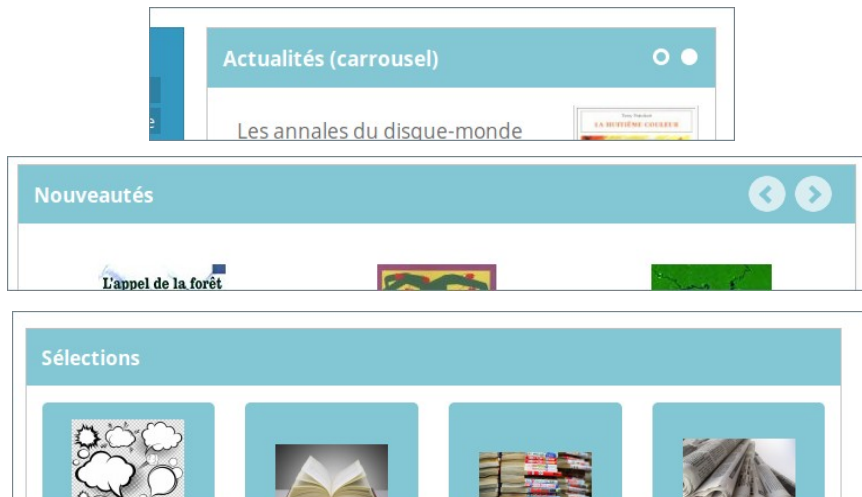 Actualités (carrousel)
Les annales du disque-monde
LA HUITIÈME COULEUR
Nouveautés
L'appel de la forêt
Sélections